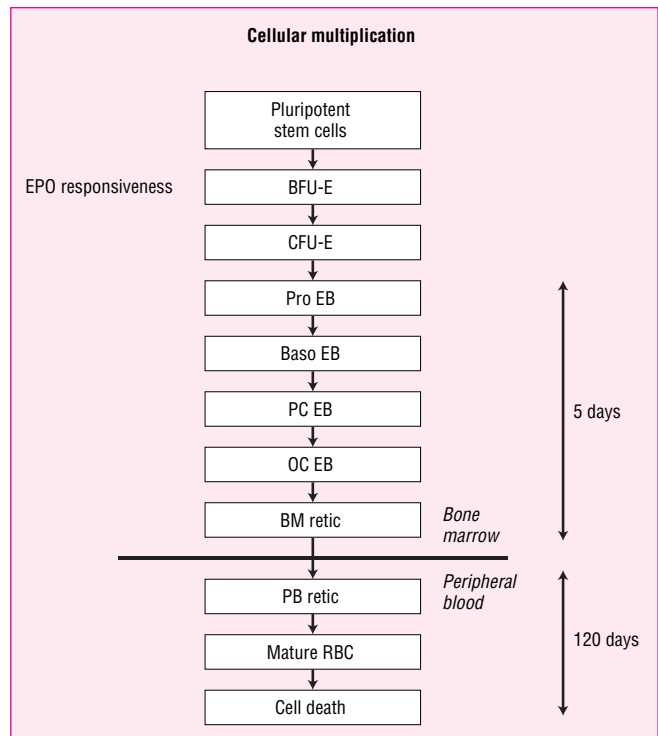 Cellular multiplication
Pluripotent
stem cells
EPO responsiveness
BFU-E
CFU-E
Pro EB
Baso EB
PC EB
5 days
OC EB
BM retic
Bone
marrow
PB retic
Peripheral
blood
Mature RBC
120 days
Cell death